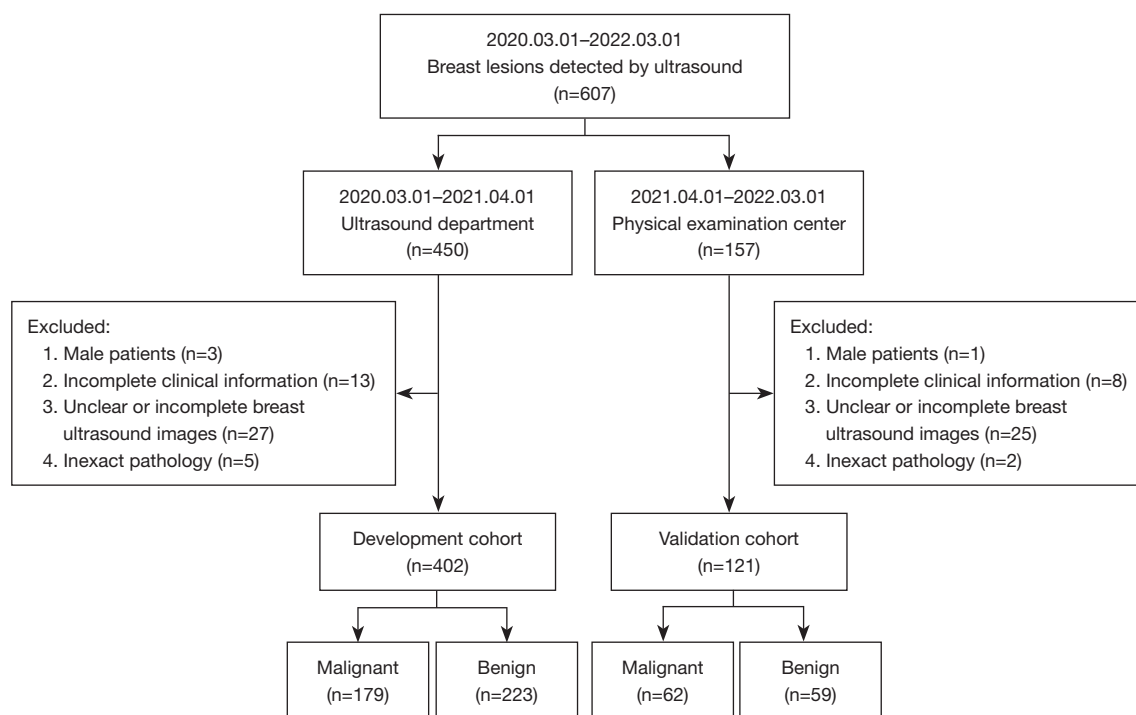 2020.03.01–2022.03.01
Breast lesions detected by ultrasound
(n=607)
2020.03.01–2021.04.01
Ultrasound department
(n=450)
2021.04.01–2022.03.01
Physical examination center
(n=157)
Excluded:
1. Male patients (n=3)
2. Incomplete clinical information (n=13)
3. Unclear or incomplete breast
ultrasound images (n=27)
4. Inexact pathology (n=5)
Excluded:
1. Male patients (n=1)
2. Incomplete clinical information (n=8)
3. Unclear or incomplete breast
ultrasound images (n=25)
4. Inexact pathology (n=2)
Development cohort
(n=402)
Validation cohort
(n=121)
Malignant
(n=179)
Benign
(n=223)
Malignant
(n=62)
Benign
(n=59)